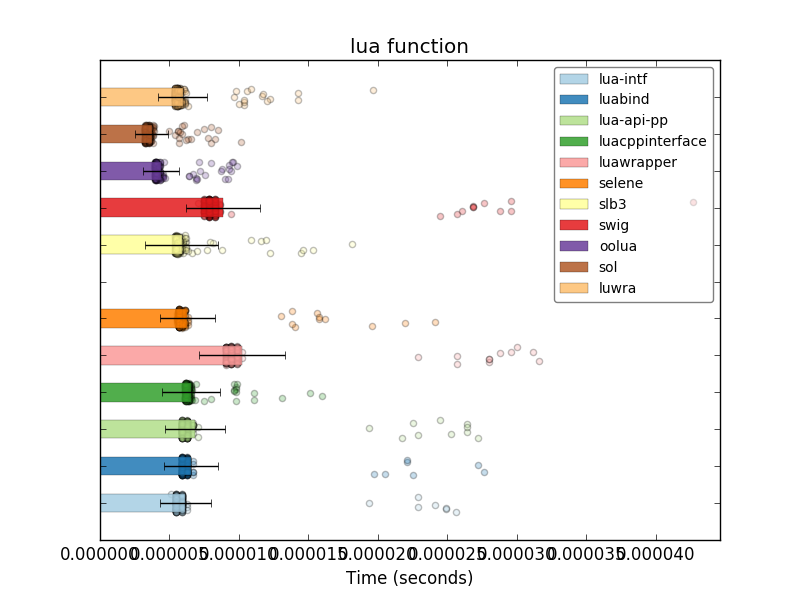 lua function
lua-intf
luabind
lua-api-pp
luacppinterface
luawrapper
selene
slb3
swig
oolua
sol
luwra
0.000000 0.000005 0.000010 0.000015 0.000020 0.000025 0.000030 0.000035 0.000040
Time (seconds)